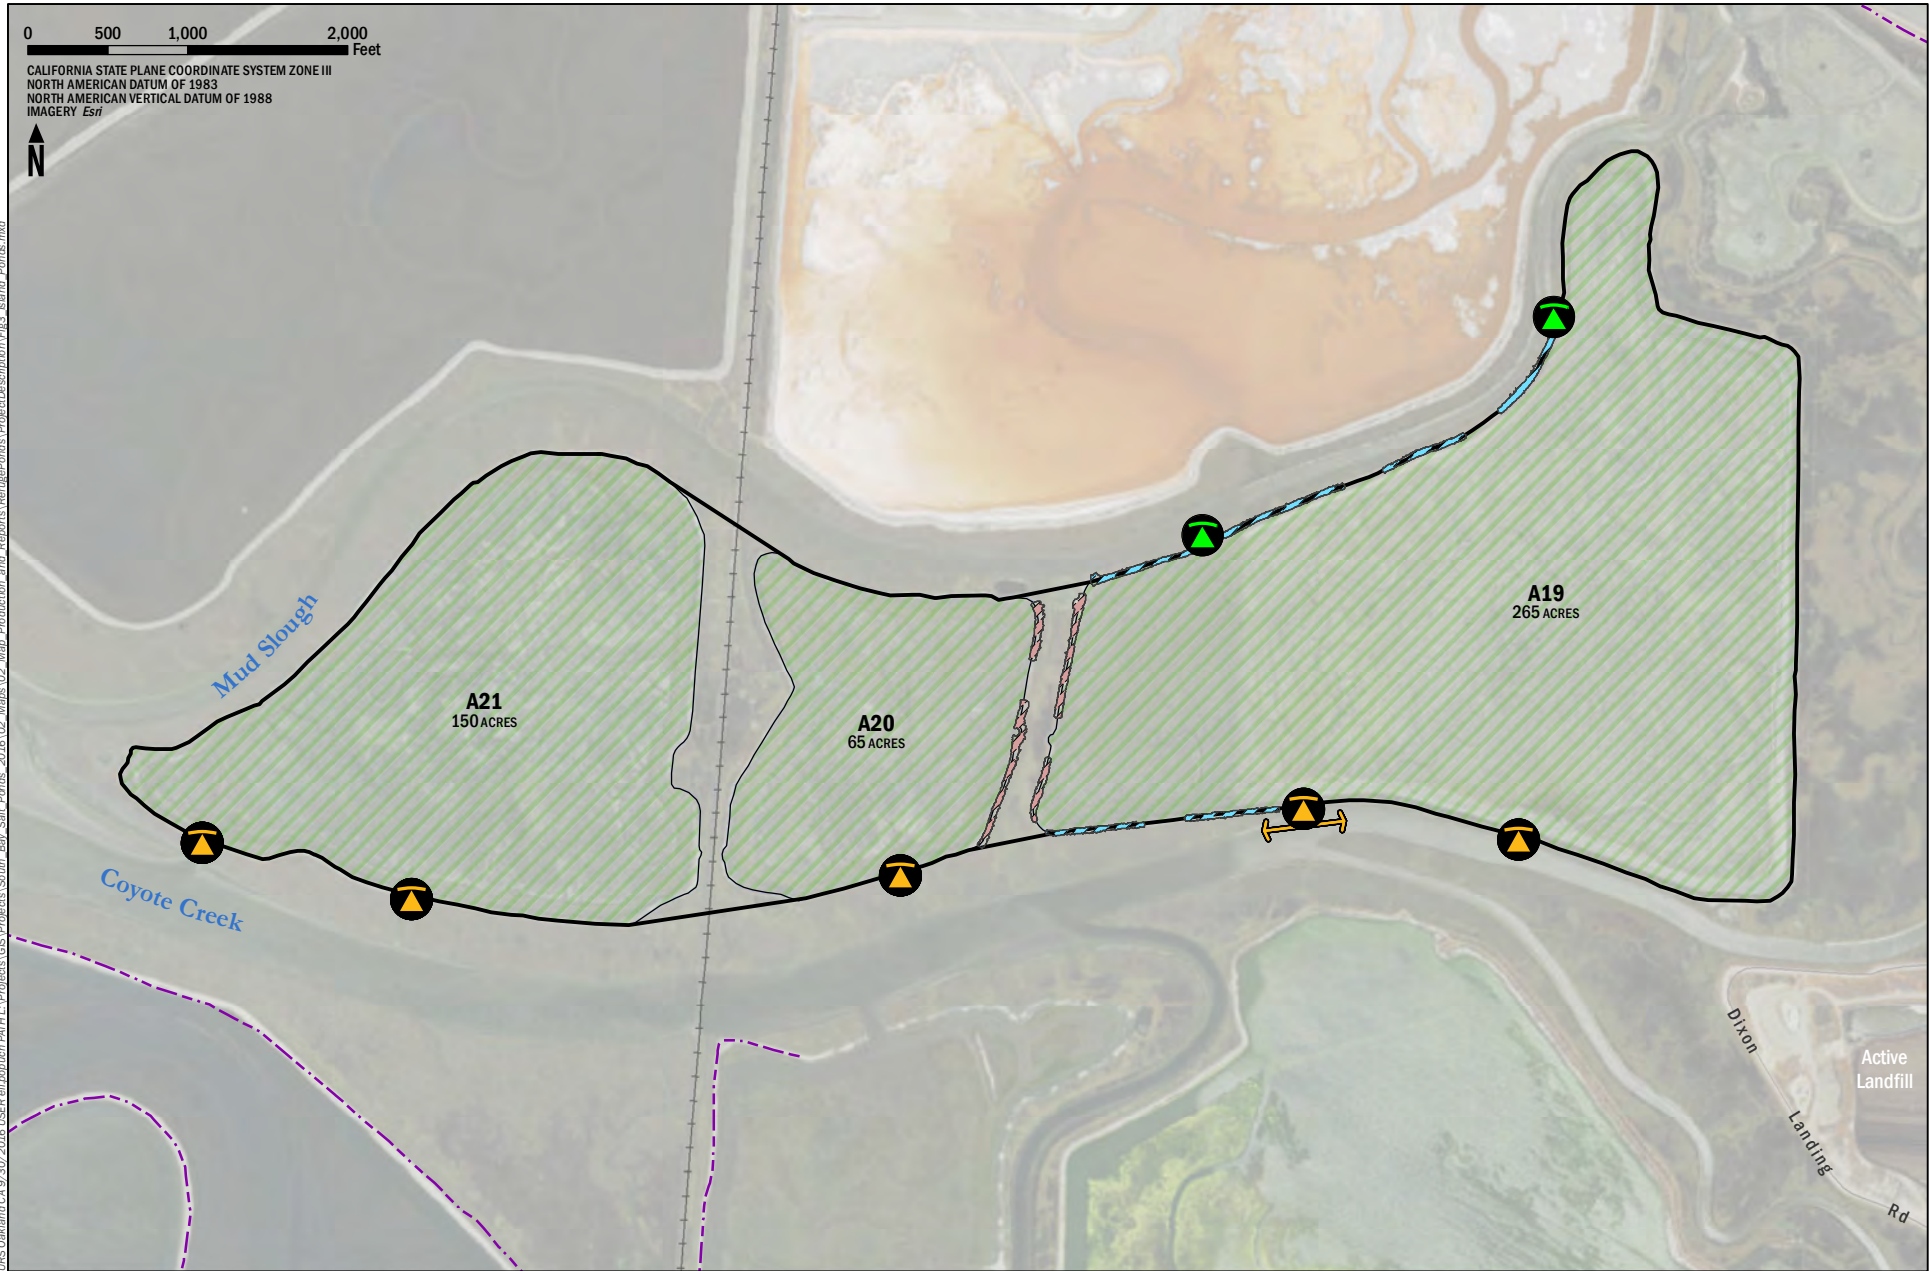 0 500 1,000 2,000
Feet
CALIFORNIA STATE PLANE COORDINATE SYSTEM ZONE III
NORTH AMERICAN DATUM OF 1983
NORTH AMERICAN VERTICAL DATUM OF 1988
IMAGERY Esri
N
Mud Slough
A19
265 ACRES
A21
150 ACRES
A20
65 ACRES
Coyote Creek
Dixon
Landing
Rd
Active
Landfill